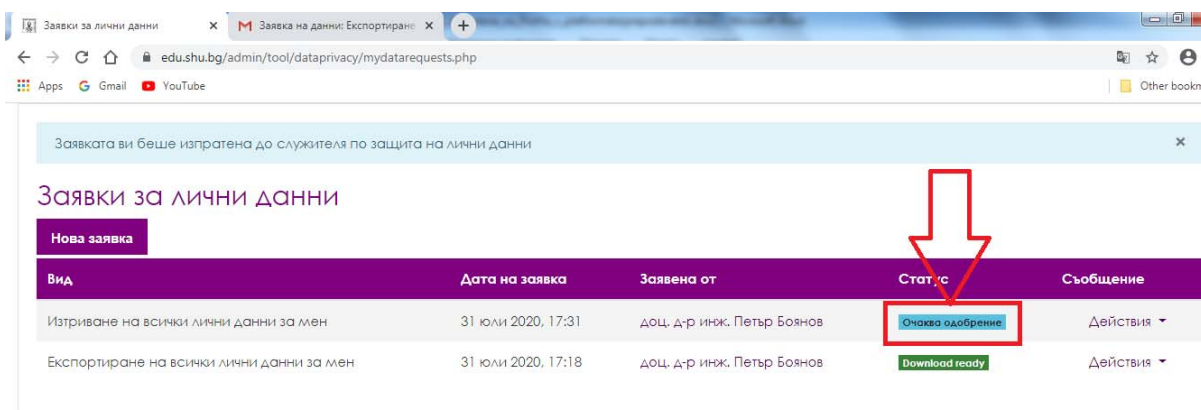 Заявки за лични данни
Заявка на данни: Експортиране
edu.shu.bg/admin/tool/dataprivacy/mydatarequests.php
Apps Gmail YouTube Other bookm
Заявката ви беше изпратена до служителя по защита на лични данни
Заявки за лични данни
Нова заявка
Вид Дата на заявка Заявена от Статус Съобщение
Изтриване на всички лични данни за мен 31 юли 2020, 17:31 доц. д-р инж. Петър Боянов Очаква одобрение Действия
Експортиране на всички лични данни за мен 31 юли 2020, 17:18 доц. д-р инж. Петър Боянов Download ready Действия